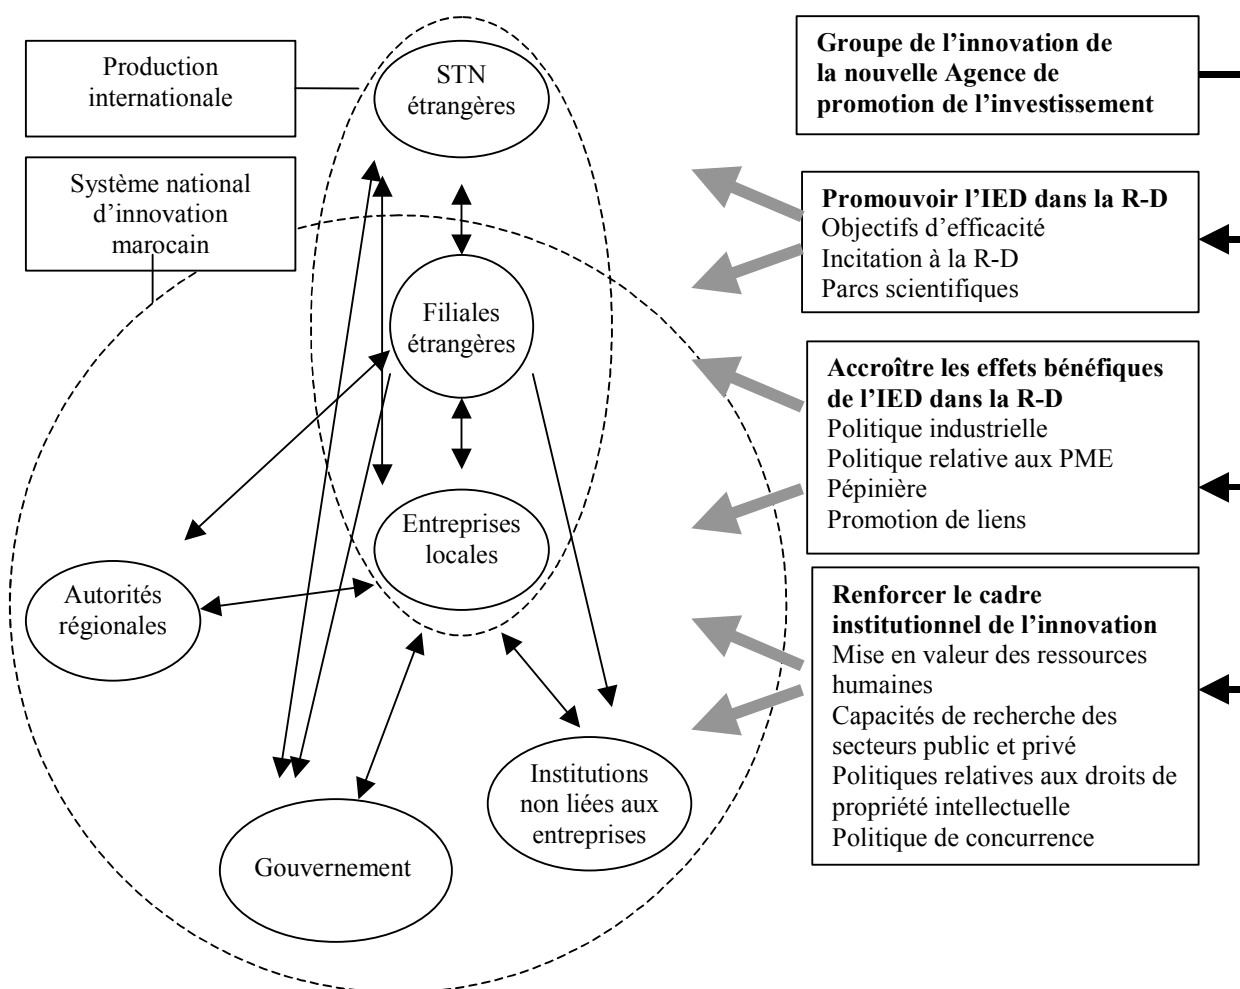 Production
internationale
Système national
d’innovation
marocain
STN
étrangères
Filiales
étrangères
Entreprises
locales
Autorités
régionales
Institutions
non liées aux
entreprises
Gouvernement
Groupe de l’innovation de
la nouvelle Agence de
promotion de l’investissement
Promouvoir l’IED dans la R-D
Objectifs d’efficacité
Incitation à la R-D
Parcs scientifiques
Accroître les effets bénéfiques
de l’IED dans la R-D
Politique industrielle
Politique relative aux PME
Pépinière
Promotion de liens
Renforcer le cadre
institutionnel de l’innovation
Mise en valeur des ressources
humaines
Capacités de recherche des
secteurs public et privé
Politiques relatives aux droits de
propriété intellectuelle
Politique de concurrence